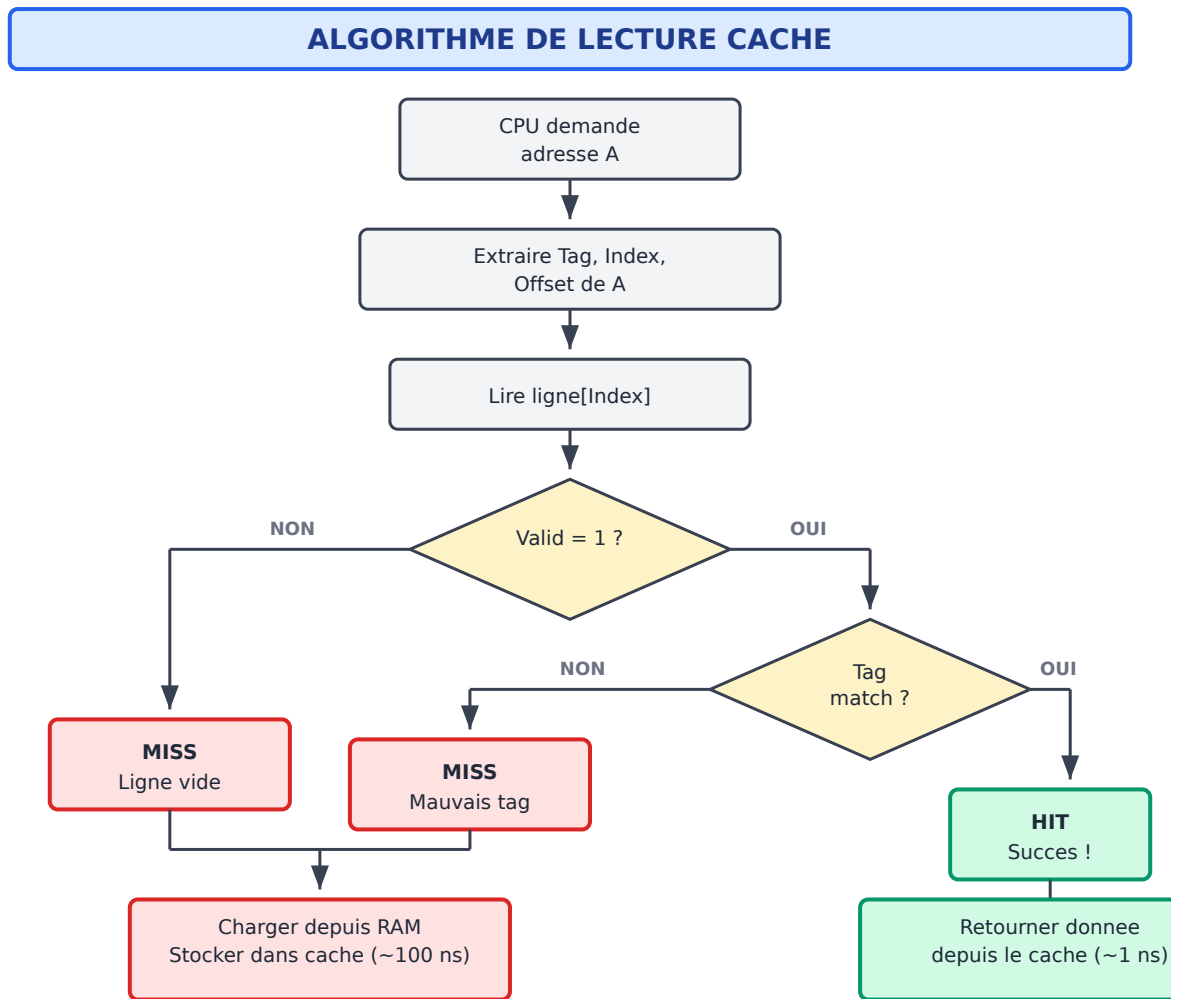 ALGORITHME DE LECTURE CACHE
CPU demande
adresse A
Extraire Tag, Index,
Offset de A
Lire ligne[Index]
Valid = 1 ?
NON
OUI
Tag
match ?
NON
OUI
MISS
Ligne vide
MISS
Mauvais tag
HIT
Succes !
Charger depuis RAM
Stocker dans cache (~100 ns)
Retourner donnee
depuis le cache (~1 ns)